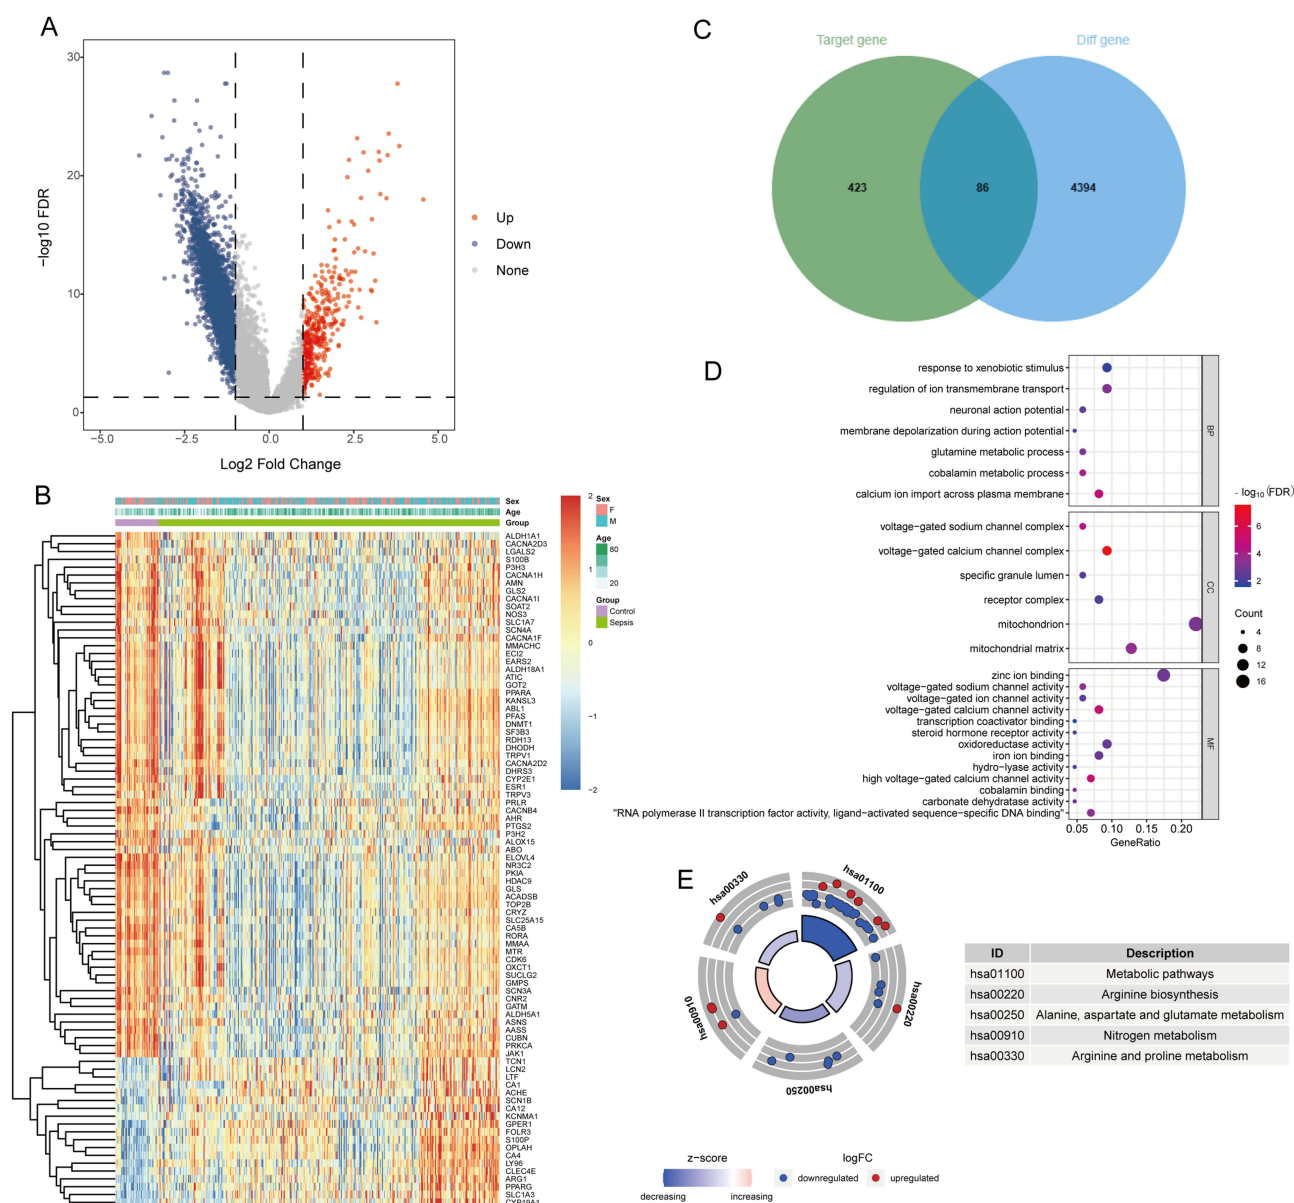 A
30
20
10
0
−log10 FDR
−5.0
−2.5
0.0
2.5
5.0
Log2 Fold Change
Up
Down
None
C
Target gene
Diff gene
423
86
4394
B
Sex
Age
Group
2
1
0
−1
−2
Sex
F
M
Age
80
20
Group
Control
Sepsis
ALDH1A1
CACNA2D3
LGALS2
S100B
P3H3
CACNA1H
AMN
GLS2
CACNA1I
SOAT2
NOS3
SLC1A7
SCN4A
CACNA1F
MMACHC
ECI2
EARS2
ALDH18A1
ATIC
GOT2
PPARA
KANSL3
ABL1
PFAS
DNMT1
SF3B3
RDH13
DHODH
TRPV1
CACNA2D2
DHRS3
CYP2E1
ESR1
TRPV3
PRLR
CACNB4
AHR
PTGS2
P3H2
ALOX15
ABO
ELOVL4
NR3C2
PKIA
HDAC9
GLS
ACADSB
TOP2B
CRYZ
SLC25A15
CA5B
RORA
MMAA
MTR
CDK6
OXCT1
SUCLG2
GMPS
SCN3A
CNR2
GATM
ALDH5A1
ASNS
AASS
CUBN
PRKCA
JAK1
TCN1
LCN2
LTF
CA1
ACHE
SCN1B
CA12
KCNMA1
GPER1
FOLR3
S100P
OPLAH
CA4
LY96
CLEC4E
ARG1
PPARG
SLC1A3
CYP19A1
D
response to xenobiotic stimulus
regulation of ion transmembrane transport
neuronal action potential
membrane depolarization during action potential
glutamine metabolic process
cobalamin metabolic process
calcium ion import across plasma membrane
BP
voltage−gated sodium channel complex
voltage−gated calcium channel complex
specific granule lumen
receptor complex
mitochondrion
mitochondrial matrix
CC
zinc ion binding
voltage−gated sodium channel activity
voltage−gated ion channel activity
voltage−gated calcium channel activity
transcription coactivator binding
steroid hormone receptor activity
oxidoreductase activity
iron ion binding
hydro−lyase activity
high voltage−gated calcium channel activity
cobalamin binding
carbonate dehydratase activity
"RNA polymerase II transcription factor activity, ligand−activated sequence−specific DNA binding"
MF
0.05
0.10
0.15
0.20
GeneRatio
- log10 (FDR)
6
4
2
Count
4
8
12
16
E
hsa00330
hsa01100
hsa00220
hsa00250
hsa00910
z-score
decreasing
increasing
logFC
downregulated
upregulated
ID Description
hsa01100 Metabolic pathways
hsa00220 Arginine biosynthesis
hsa00250 Alanine, aspartate and glutamate metabolism
hsa00910 Nitrogen metabolism
hsa00330 Arginine and proline metabolism